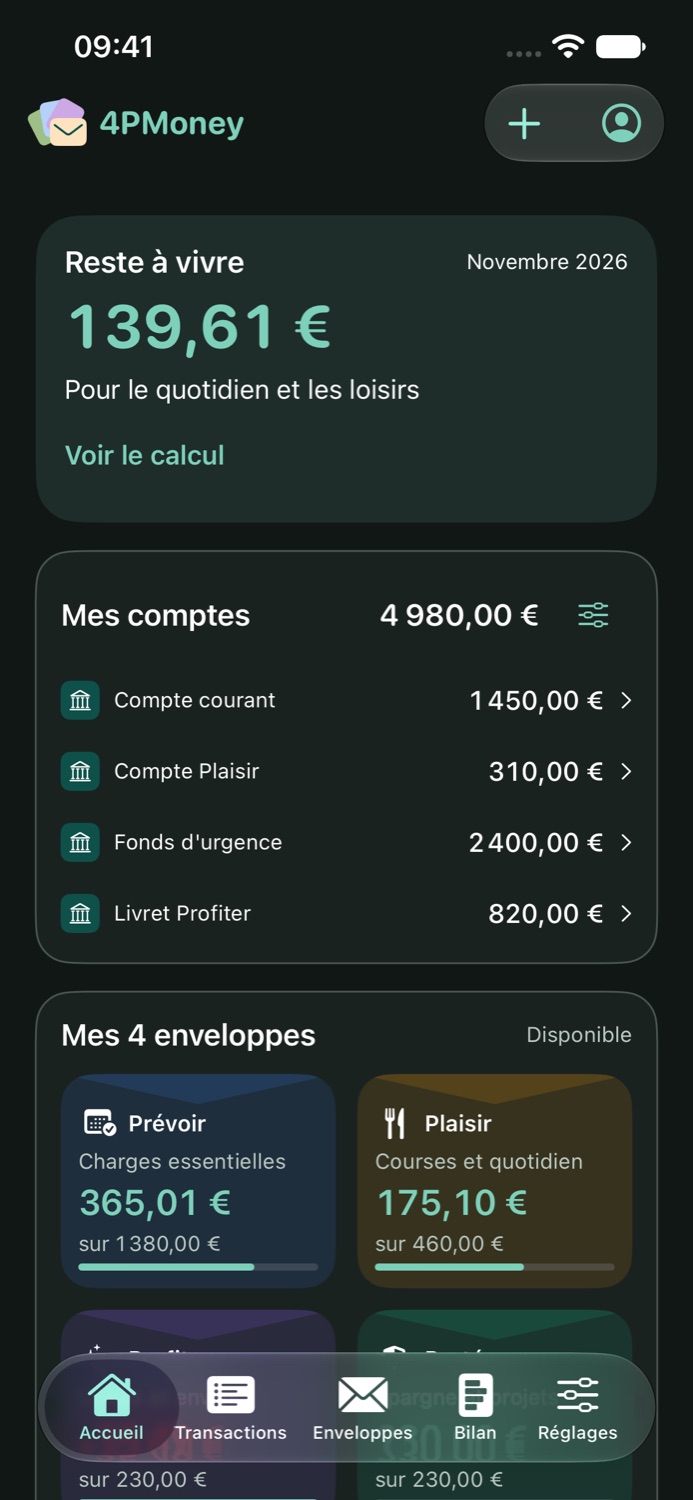 09:41
4PMoney
Reste à vivre
Novembre 2026
139,61 €
Pour le quotidien et les loisirs
Voir le calcul
Mes comptes
4 980,00 €
Compte courant
1 450,00 €
Compte Plaisir
310,00 €
Fonds d'urgence
2 400,00 €
Livret Profiter
820,00 €
Mes 4 enveloppes
Disponible
Prévoir
Charges essentielles
365,01 €
sur 1 380,00 €
Plaisir
Courses et quotidien
175,10 €
sur 460,00 €
Accueil
Transactions
Enveloppes
Bilan
Réglages
sur 230,00 €
sur 230,00 €